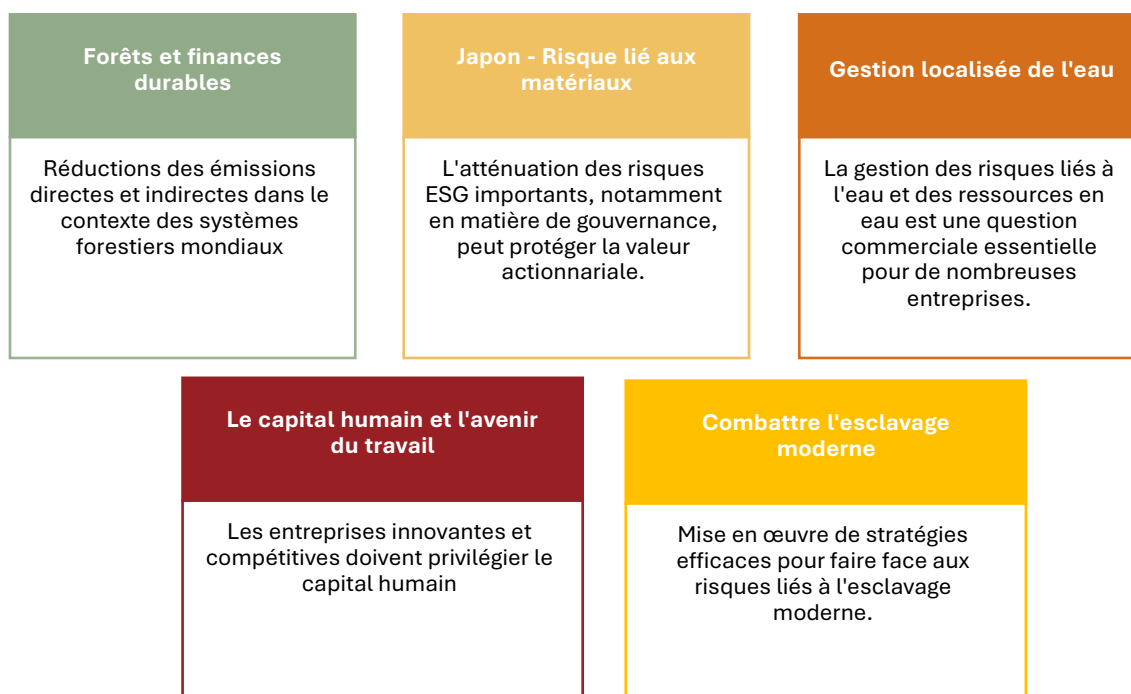 Forêts et finances
durables
Réductions des émissions
directes et indirectes dans le
contexte des systèmes
forestiers mondiaux
Japon - Risque lié aux
matériaux
L'atténuation des risques
ESG importants, notamment
en matière de gouvernance,
peut protéger la valeur
actionnariale.
Gestion localisée de l'eau
La gestion des risques liés à
l'eau et des ressources en
eau est une question
commerciale essentielle
pour de nombreuses
entreprises.
Le capital humain et l'avenir
du travail
Les entreprises innovantes et
compétitives doivent privilégier le
capital humain
Combattre l'esclavage
moderne
Mise en œuvre de stratégies
efficaces pour faire face aux
risques liés à l'esclavage
moderne.